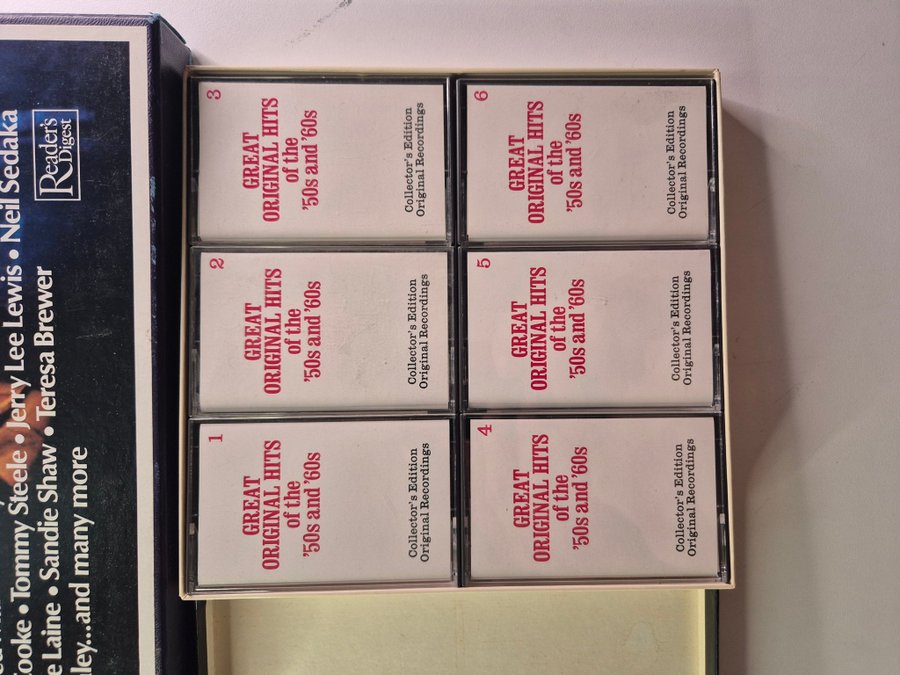 Cooke • Tommy Steele • Jerry Lee Lewis • Neil Sedaka
Laine • Sandie Shaw • Teresa Brewer
...and many more
Reader's
Digest
1
GREAT
ORIGINAL HITS
of the
'50s and '60s
Collector's Edition
Original Recordings
2
GREAT
ORIGINAL HITS
of the
'50s and '60s
Collector's Edition
Original Recordings
3
GREAT
ORIGINAL HITS
of the
'50s and '60s
Collector's Edition
Original Recordings
4
GREAT
ORIGINAL HITS
of the
'50s and '60s
Collector's Edition
Original Recordings
5
GREAT
ORIGINAL HITS
of the
'50s and '60s
Collector's Edition
Original Recordings
6
GREAT
ORIGINAL HITS
of the
'50s and '60s
Collector's Edition
Original Recordings